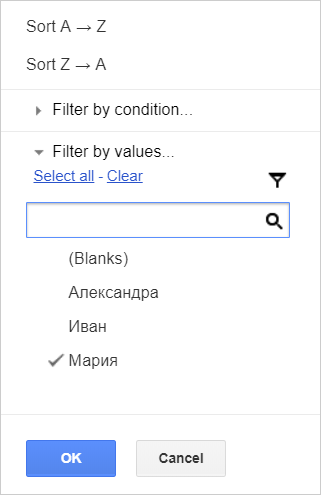 Sort A → Z
Sort Z → A
Filter by condition...
Filter by values...
Select all - Clear
(Blanks)
Александра
Иван
Мария
OK
Cancel